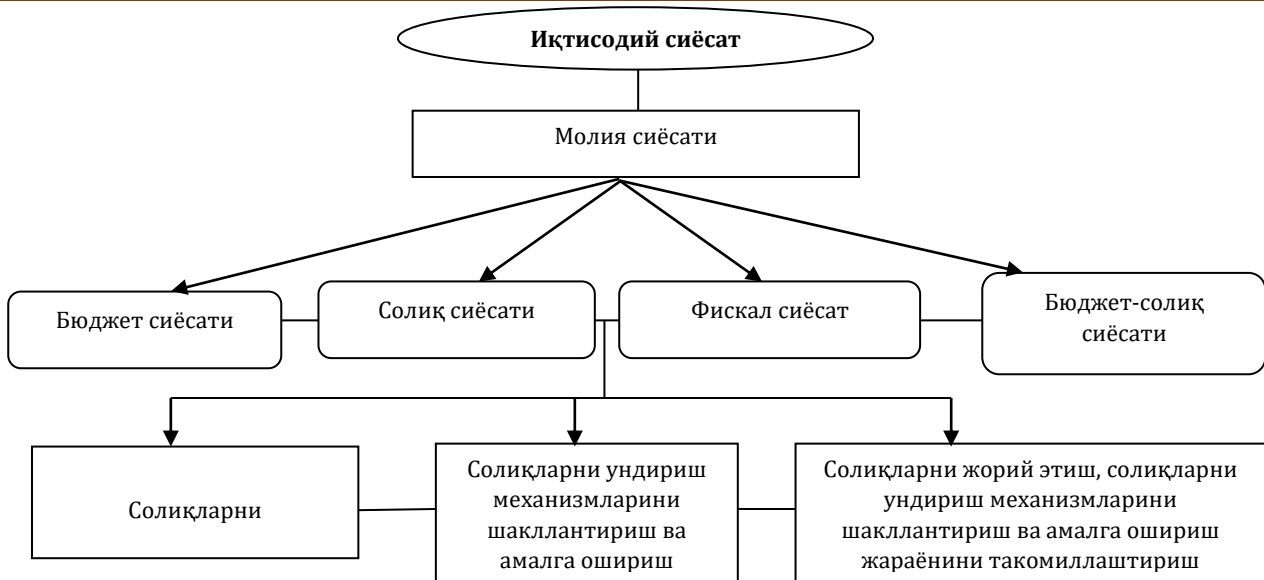 Иқтисодий сиёсат
Молия сиёсати
Бюджет сиёсати
Солиқ сиёсати
Фискал сиёсат
Бюджет-солиқ
сиёсати
Солиқларни
Солиқларни ундириш
механизмларини
шакллантириш ва
амалга ошириш
Солиқларни жорий этиш, солиқларни
ундириш механизмларини
шакллантириш ва амалга ошириш
жараёнини такомиллаштириш